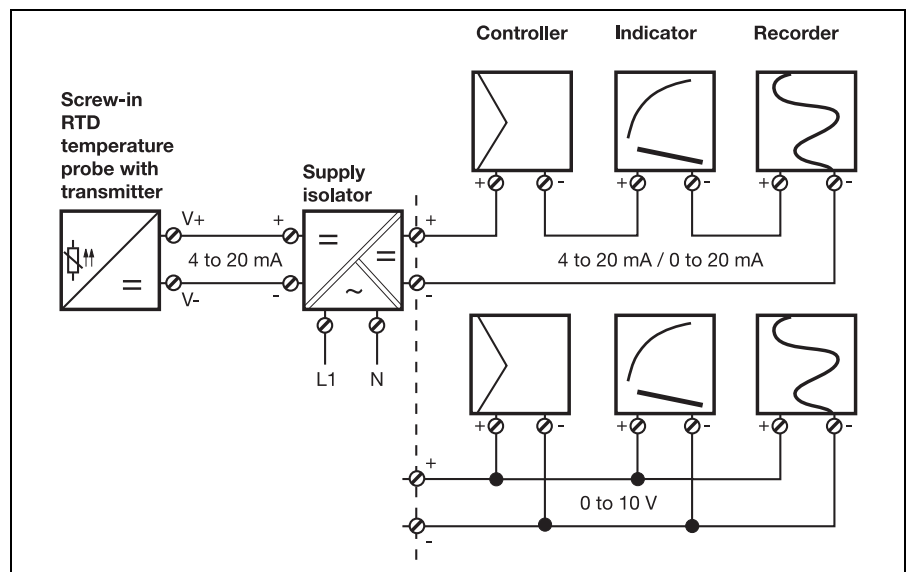 Controller
Indicator
Recorder
Screw-in
RTD
temperature
probe with
transmitter
Supply
isolator
+ -
+ -
+ -
V+
+
+
4 to 20 mA
4 to 20 mA / 0 to 20 mA
V-
-
-
L1
N
+ -
+ -
+ -
+
0 to 10 V
-